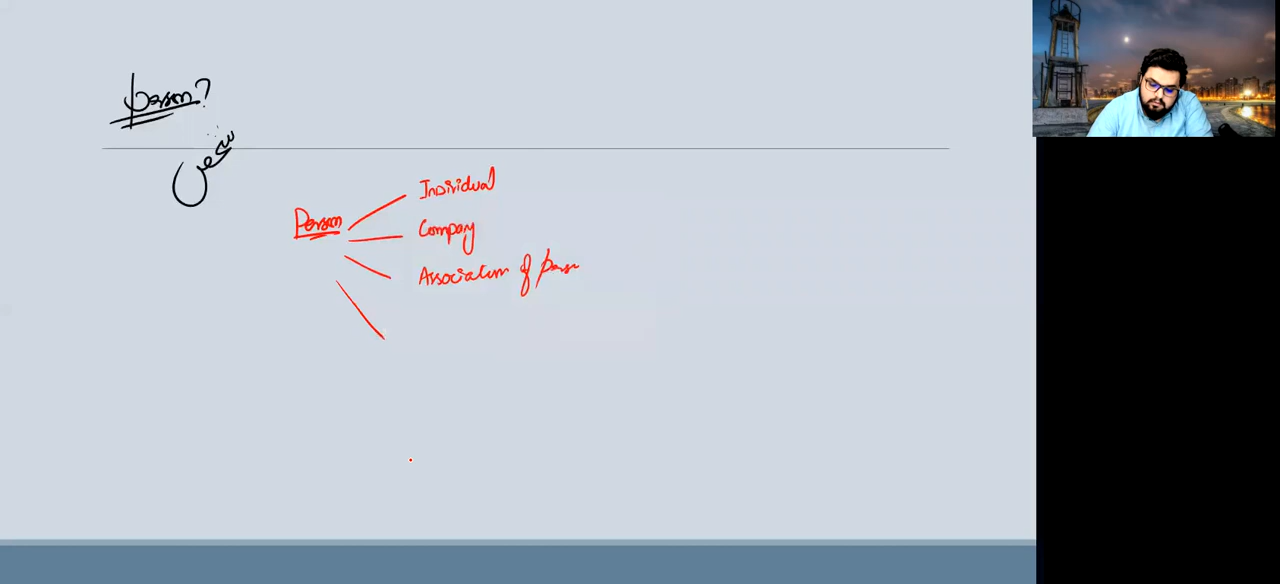 person?
شخص
Person
Individual
Company
Association of person